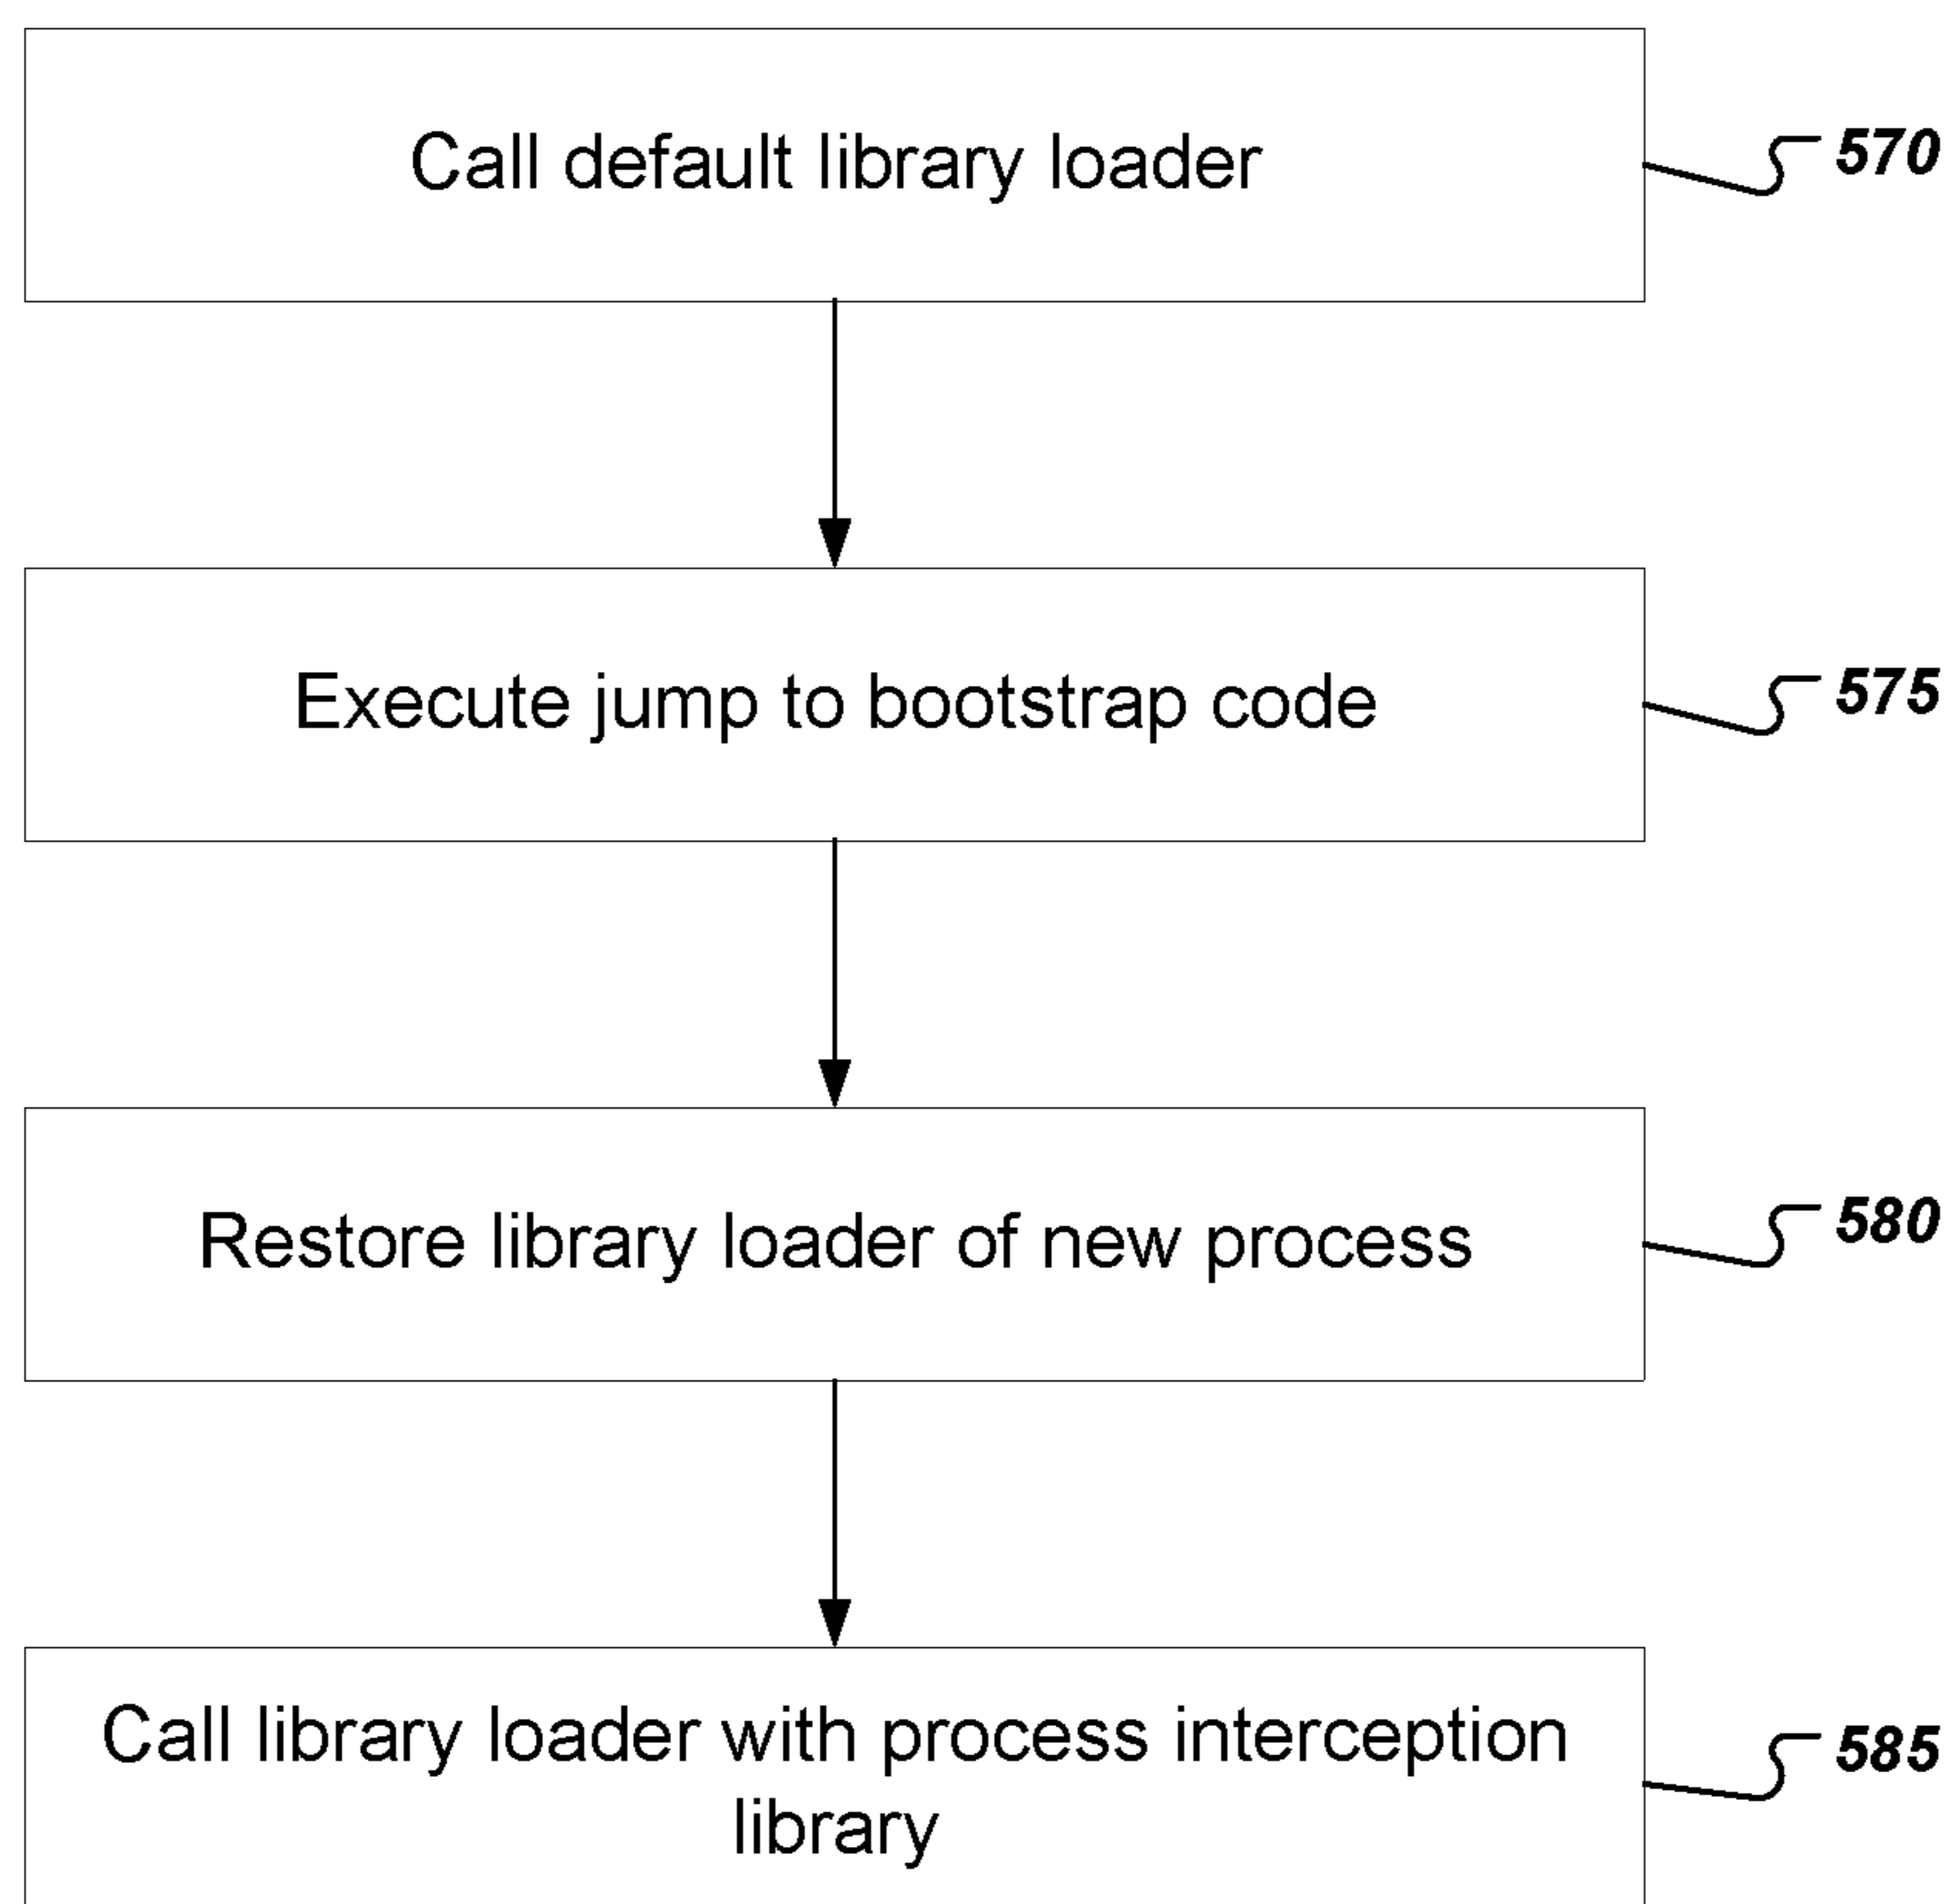 Call default library loader
570
Execute jump to bootstrap code
575
Restore library loader of new process
580
Call library loader with process interception
library
585